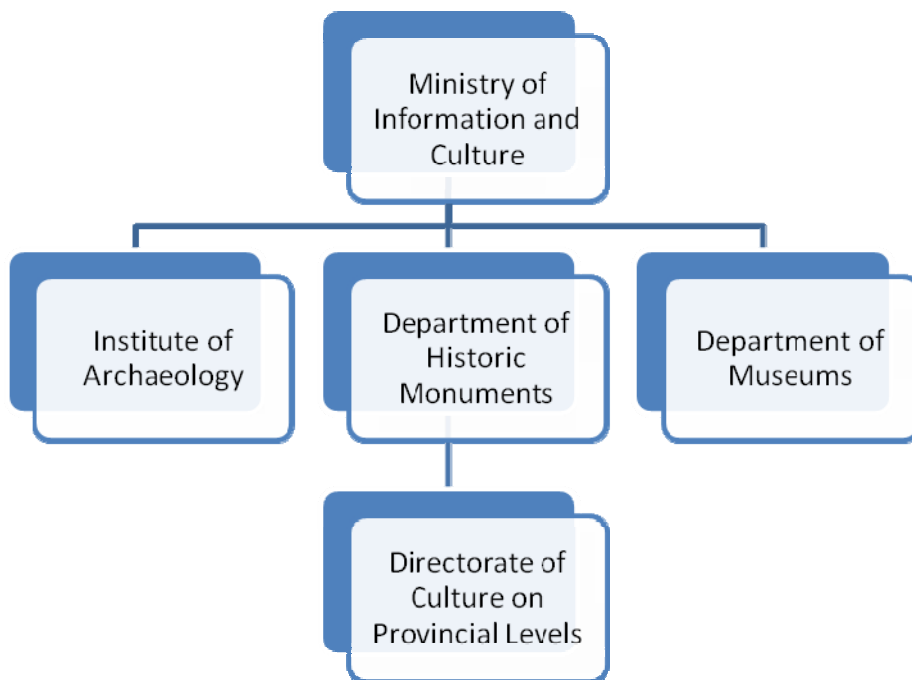 Ministry of
Information and
Culture
Institute of
Archaeology
Department of
Historic
Monuments
Department of
Museums
Directorate of
Culture on
Provincial Levels